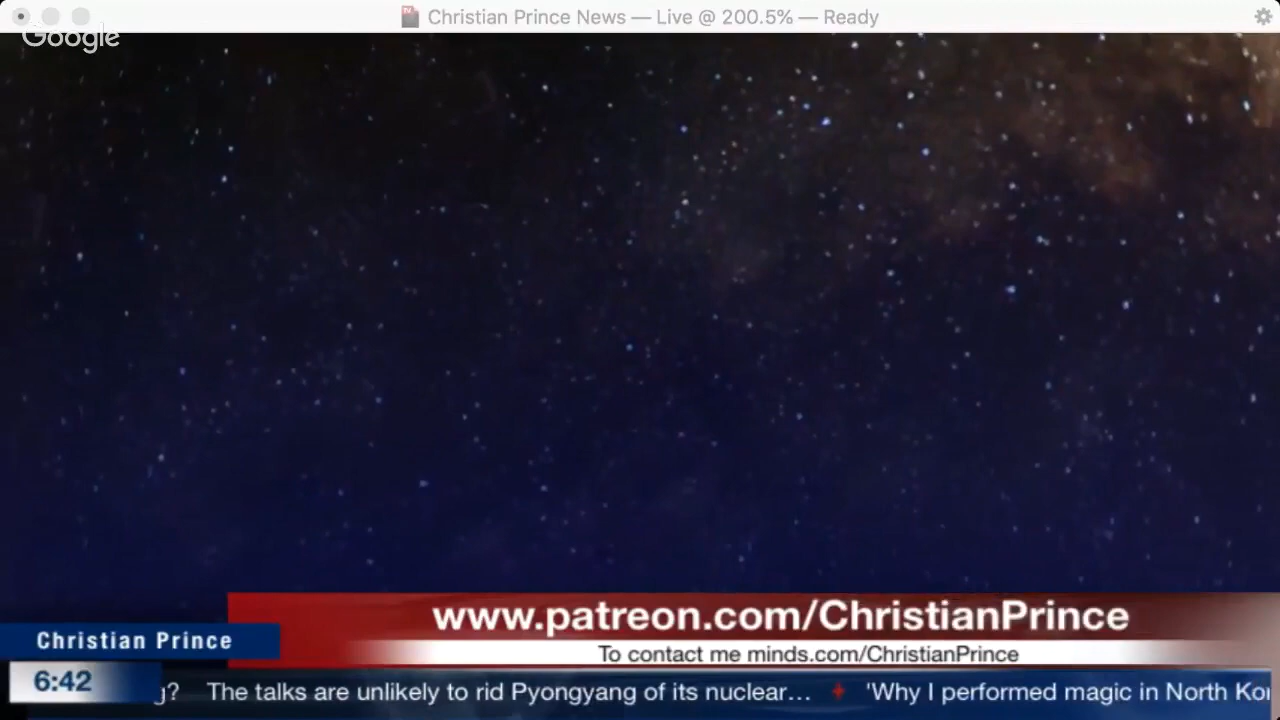 Christian Prince News — Live @ 200.5% — Ready
Google
www.patreon.com/ChristianPrince
Christian Prince
To contact me minds.com/ChristianPrince
6:42
g? The talks are unlikely to rid Pyongyang of its nuclear... 'Why I performed magic in North Kor